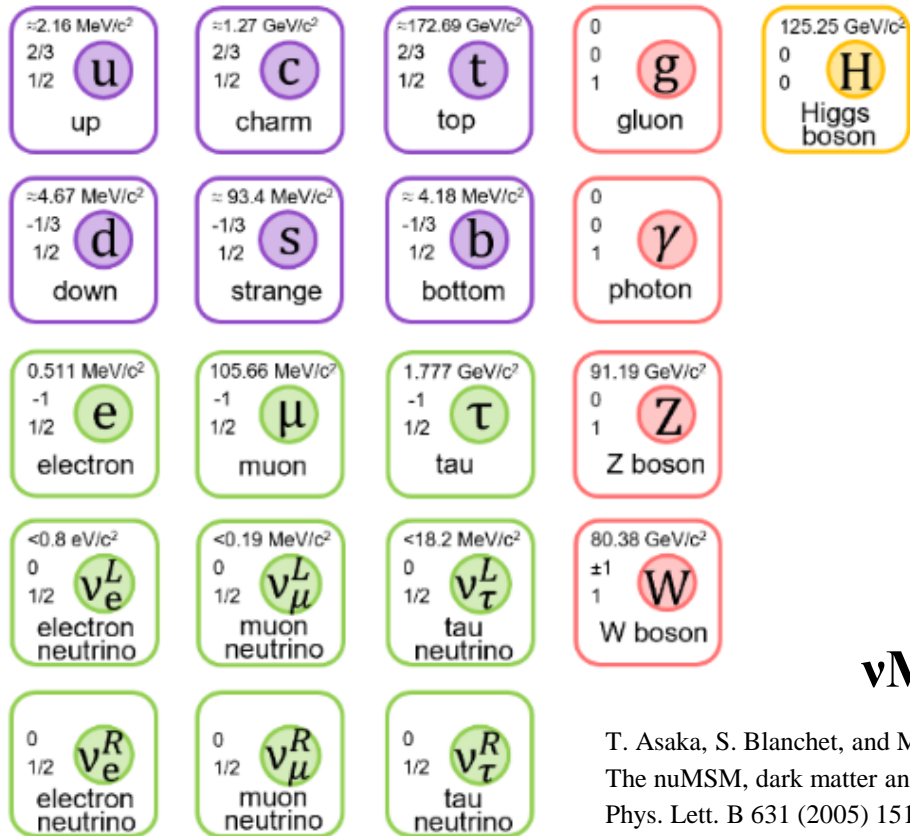 ≈2.16 MeV/c²
2/3
1/2
u
up
≈1.27 GeV/c²
2/3
1/2
c
charm
≈172.69 GeV/c²
2/3
1/2
t
top
0
0
1
g
gluon
125.25 GeV/c²
0
0
H
Higgs
boson
≈4.67 MeV/c²
-1/3
1/2
d
down
≈ 93.4 MeV/c²
-1/3
1/2
s
strange
≈ 4.18 MeV/c²
-1/3
1/2
b
bottom
0
0
1
γ
photon
0.511 MeV/c²
-1
1/2
e
electron
105.66 MeV/c²
-1
1/2
μ
muon
1.777 GeV/c²
-1
1/2
τ
tau
91.19 GeV/c²
0
1
Z
Z boson
<0.8 eV/c²
0
1/2
ν_e^L
electron
neutrino
<0.19 MeV/c²
0
1/2
ν_μ^L
muon
neutrino
<18.2 MeV/c²
0
1/2
ν_τ^L
tau
neutrino
80.38 GeV/c²
±1
1
W
W boson
0
1/2
ν_e^R
electron
neutrino
0
1/2
ν_μ^R
muon
neutrino
0
1/2
ν_τ^R
tau
neutrino
T. Asaka, S. Blanchet, and
The nuMSM, dark matter
Phys. Lett. B 631 (2005)